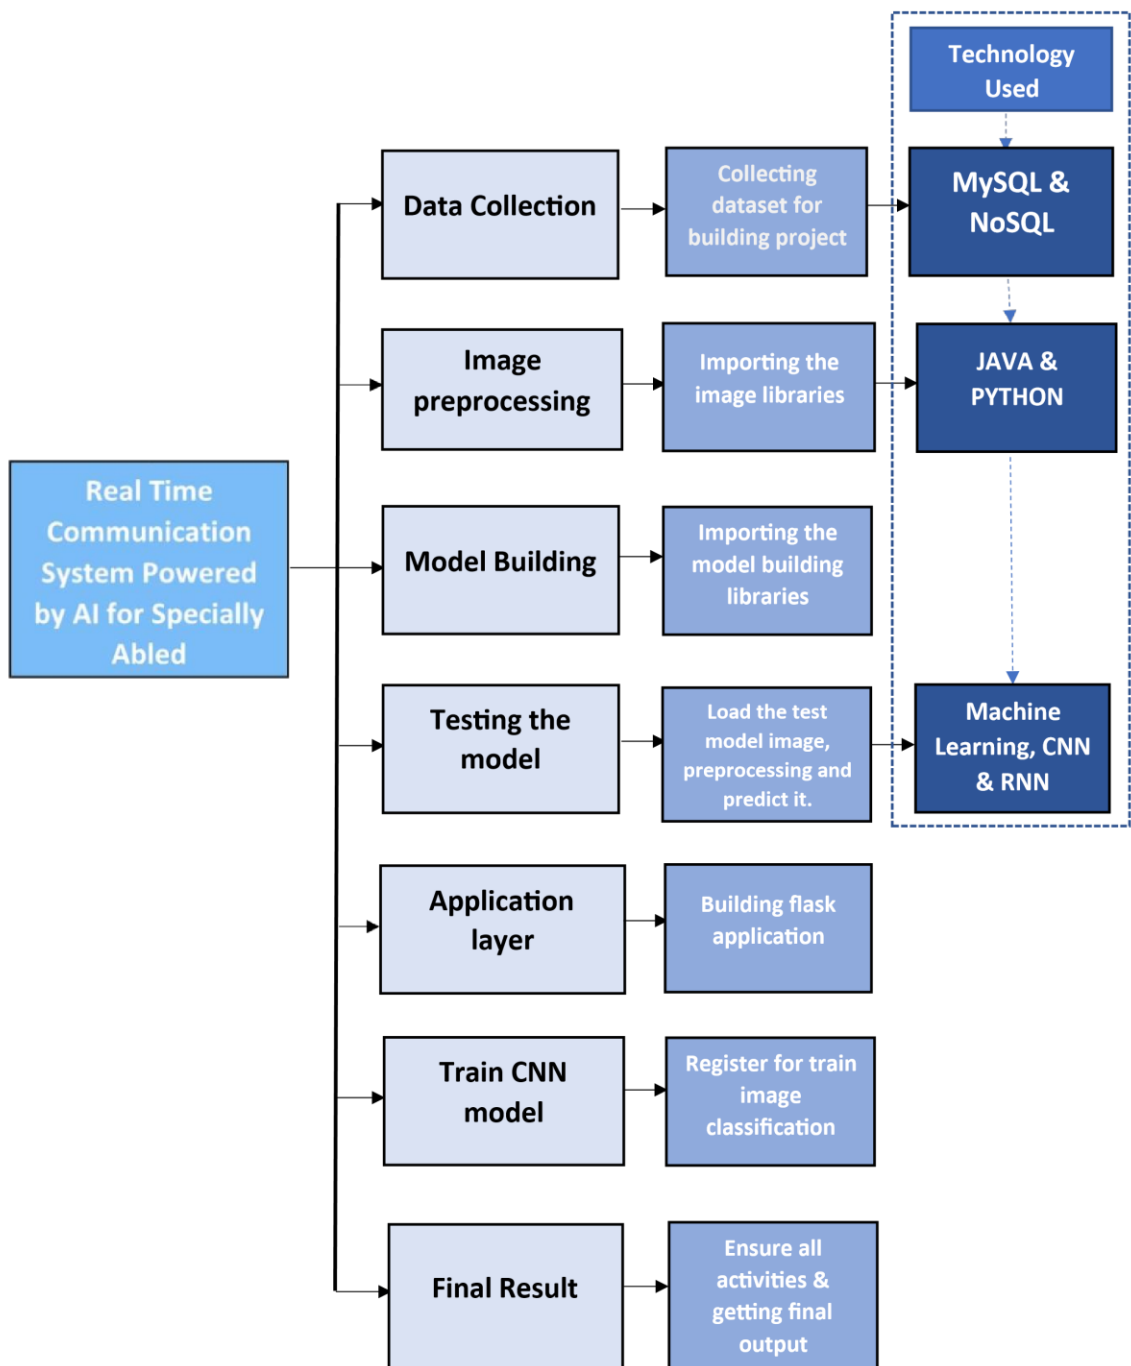 Technology
Used
Data Collection
Collecting
dataset for
building project
MySQL &
NoSQL
Image
preprocessing
Importing the
image libraries
JAVA &
PYTHON
Real Time
Communication
System Powered
by AI for Specially
Abled
Model Building
Importing the
model building
libraries
Testing the
model
Load the test
model image,
preprocessing and
predict it.
Machine
Learning, CNN
& RNN
Application
layer
Building flask
application
Train CNN
model
Register for train
image
classification
Final Result
Ensure all
activities &
getting final
output